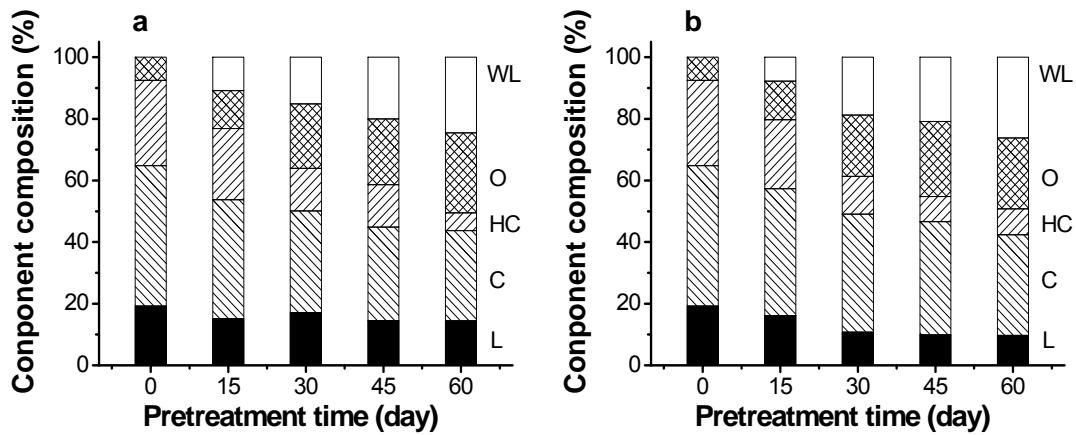 a
Conponent composition (%)
100
80
60
40
20
0
WL
O
HC
C
L
0 15 30 45 60
Pretreatment time (day)
b
Conponent composition (%)
100
80
60
40
20
0
WL
O
HC
C
L
0 15 30 45 60
Pretreatment time (day)